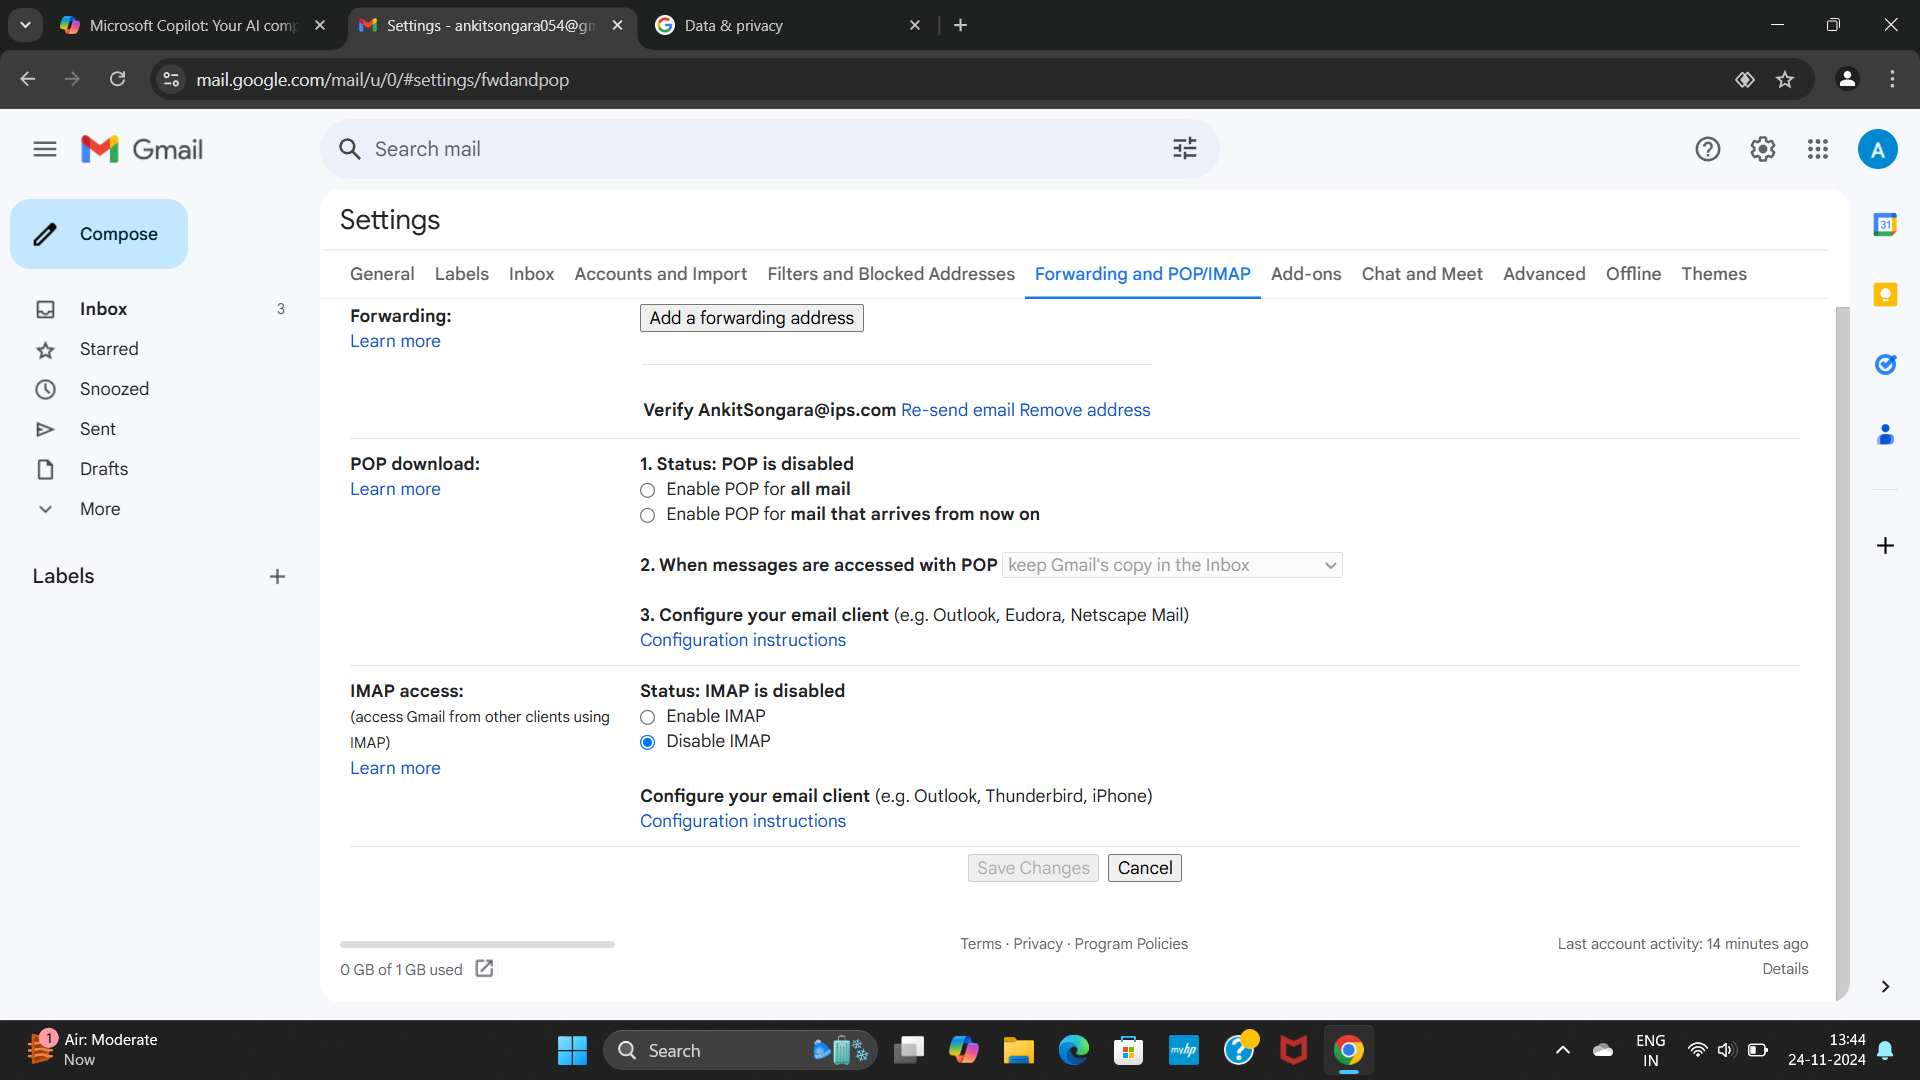 Microsoft Copilot: Your AI comp
Settings - ankitsongara054@gm
Data & privacy
mail.google.com/mail/u/0/#settings/fwdandpop
Gmail
Search mail
A
Compose
Inbox 3
Starred
Snoozed
Sent
Drafts
More
Labels
Settings
General Labels Inbox Accounts and Import Filters and Blocked Addresses Forwarding and POP/IMAP Add-ons Chat and Meet Advanced Offline Themes
Forwarding:
Learn more
Add a forwarding address
Verify AnkitSongara@ips.com Re-send email Remove address
POP download:
Learn more
1. Status: POP is disabled
Enable POP for all mail
Enable POP for mail that arrives from now on
2. When messages are accessed with POP keep Gmail's copy in the Inbox
3. Configure your email client (e.g. Outlook, Eudora, Netscape Mail)
Configuration instructions
IMAP access:
(access Gmail from other clients using
IMAP)
Learn more
Status: IMAP is disabled
Enable IMAP
Disable IMAP
Configure your email client (e.g. Outlook, Thunderbird, iPhone)
Configuration instructions
Save Changes Cancel
0 GB of 1 GB used
Terms · Privacy · Program Policies
Last account activity: 14 minutes ago
Details
31
1
Air: Moderate
Now
Search
myhp
ENG
IN
13:44
24-11-2024